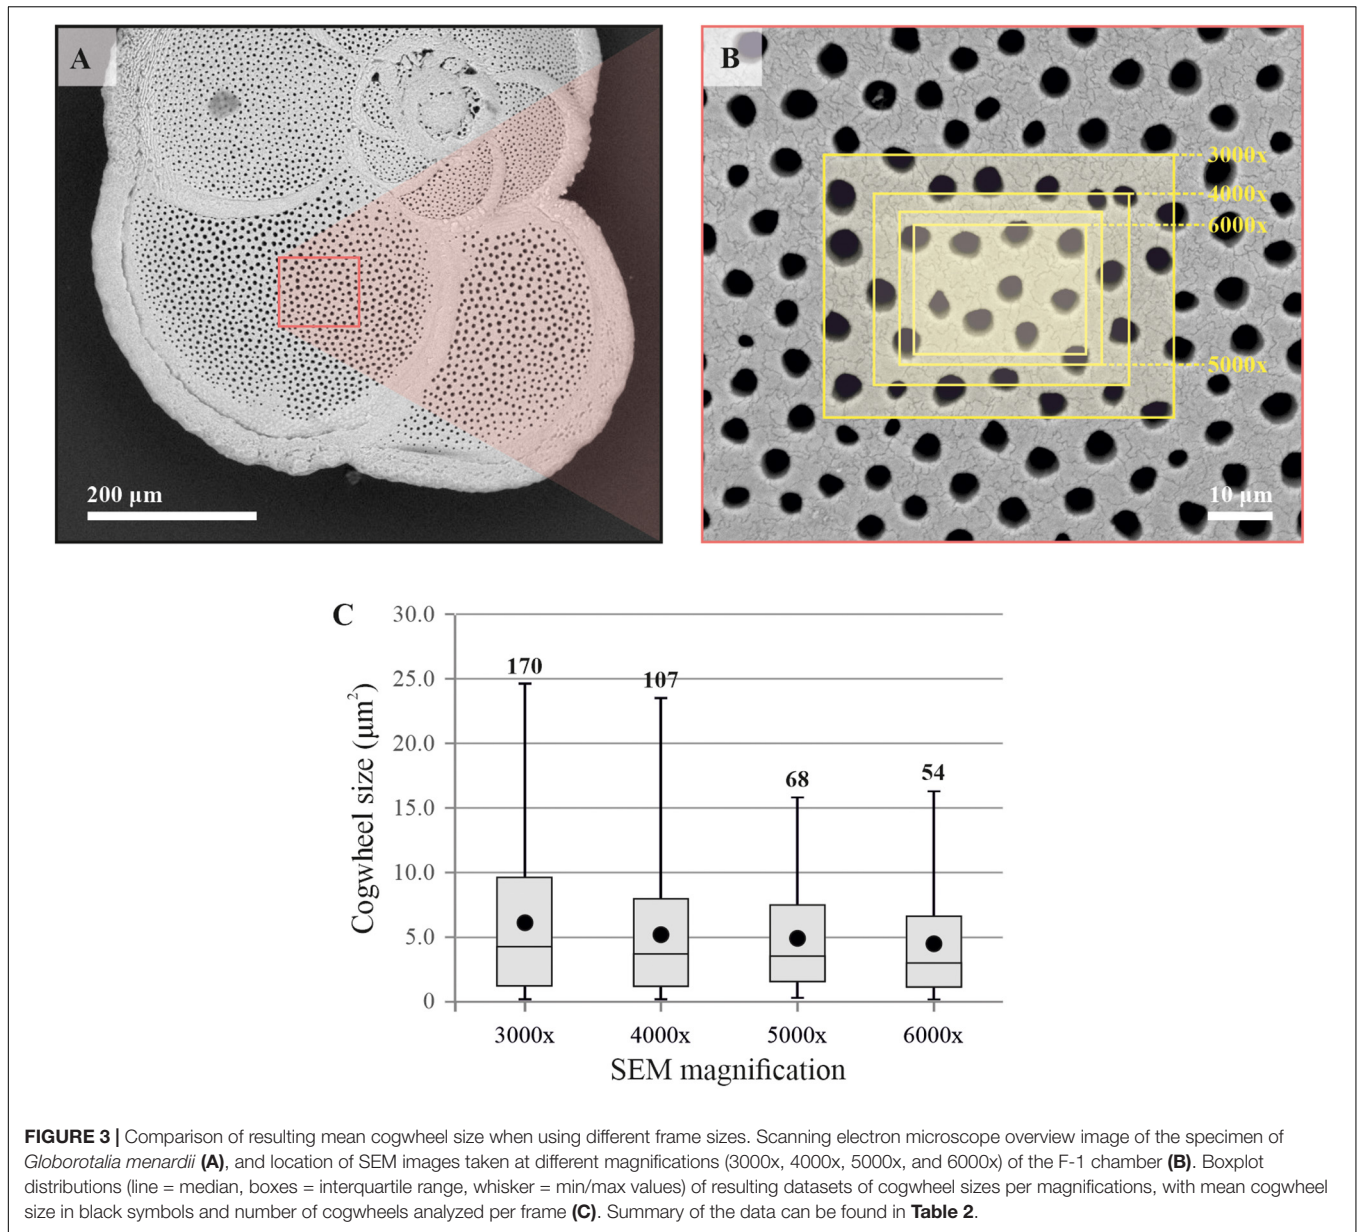 A
200 µm
B
3000x
4000x
6000x
5000x
10 µm
C
30.0
25.0
20.0
15.0
10.0
5.0
0
Cogwheel size (µm²)
170
107
68
54
3000x
4000x
5000x
6000x
SEM magnification
FIGURE 3 | Comparison of resulting mean cogwheel size when using different frame sizes. Scanning electron microscope overview image of the specimen of
Globorotalia menardii (A), and location of SEM images taken at different magnifications (3000x, 4000x, 5000x, and 6000x) of the F-1 chamber (B). Boxplot
distributions (line = median, boxes = interquartile range, whisker = min/max values) of resulting datasets of cogwheel sizes per magnifications, with mean cogwheel
size in black symbols and number of cogwheels analyzed per frame (C). Summary of the data can be found in Table 2.